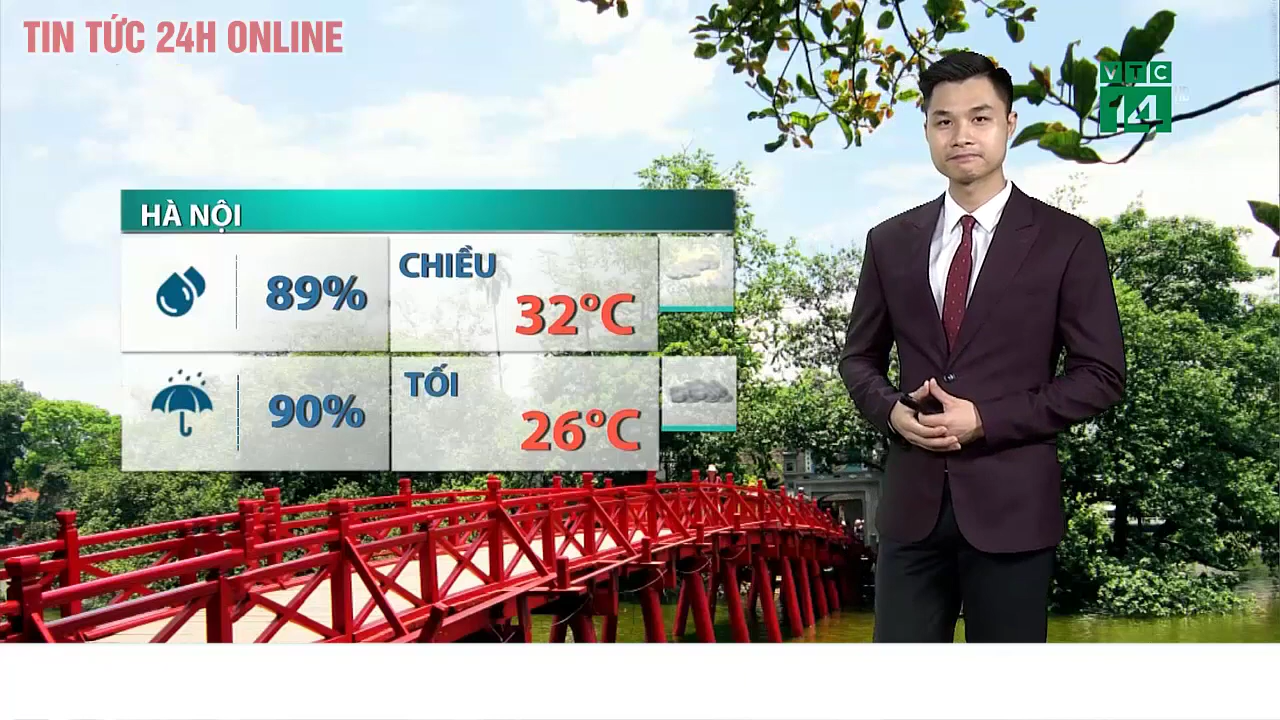 TIN TỨC 24H ONLINE
VTC
14
HÀ NỘI
89%
CHIỀU
32°C
90%
TỐI
26°C